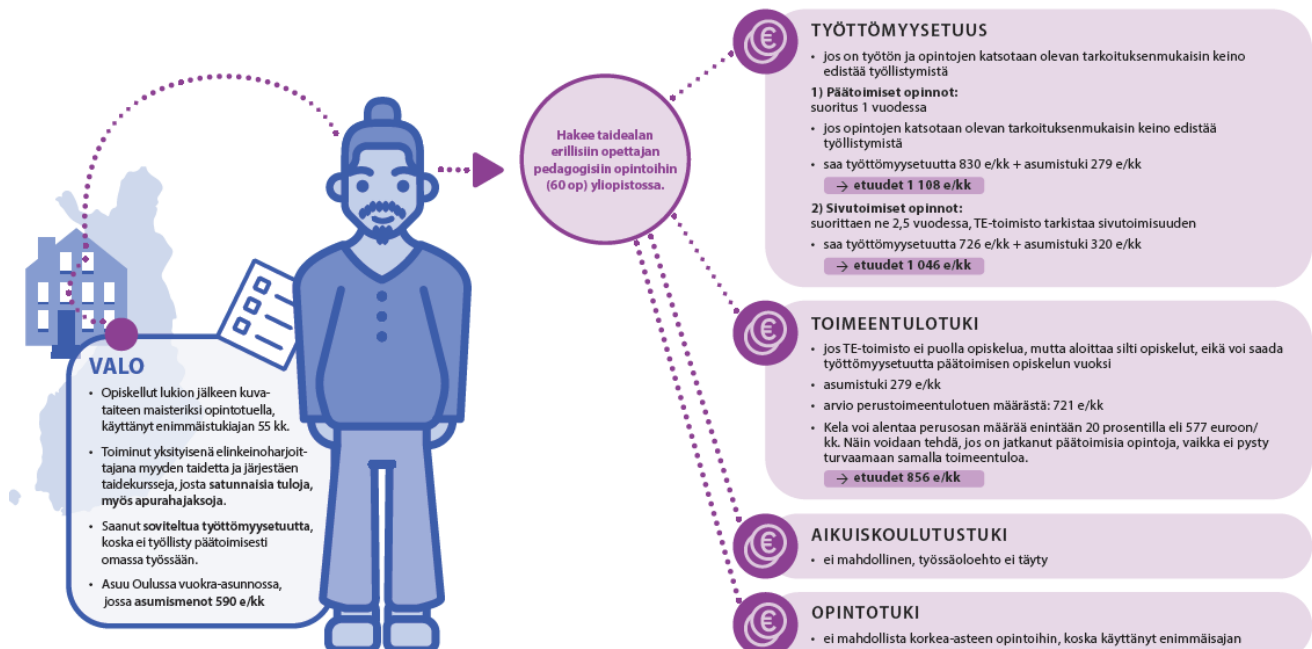 VALO
• Opiskellut lukion jälkeen kuva-
taiteen maisteriksi opintotuella,
käyttänyt enimmäistukiajan 55 kk.
• Toiminut yksityisenä elinkeinoharjoit-
tajana myyden taidetta ja järjestäen
taidekursseja, josta satunnaisia tuloja,
myös apurahajaksoja.
• Saanut soviteltua työttömyysetuutta,
koska ei työllisty päätoimisesti
omassa työssään.
• Asuu Oulussa vuokra-asunnossa,
jossa asumismenot 590 e/kk
Hakee taidealan
erillisiin opettajan
pedagogisiin opintoihin
(60 op) yliopistossa.
TYÖTTÖMYYSETUUS
• jos on työtön ja opintojen katsotaan olevan tarkoituksenmukaisin keino
edistää työllistymistä
1) Päätoimiset opinnot:
suoritus 1 vuodessa
• jos opintojen katsotaan olevan tarkoituksenmukaisin keino edistää
työllistymistä
• saa työttömyysetuutta 830 e/kk + asumistuki 279 e/kk
→ etuudet 1 108 e/kk
2) Sivutoimiset opinnot:
suorittaen ne 2,5 vuodessa, TE-toimisto tarkistaa sivutoimisuuden
• saa työttömyysetuutta 726 e/kk + asumistuki 320 e/kk
→ etuudet 1 046 e/kk
TOIMEENTULOTUKI
• jos TE-toimisto ei puolla opiskelua, mutta aloittaa silti opiskelut, eikä voi saada
työttömyysetuutta päätoimisen opiskelun vuoksi
• asumistuki 279 e/kk
• arvio perustoimeentulotuen määrästä: 721 e/kk
• Kela voi alentaa perusosan määrää enintään 20 prosentilla eli 577 euroon/
kk. Näin voidaan tehdä, jos on jatkanut päätoimisia opintoja, vaikka ei pysty
turvaamaan samalla toimeentuloa.
→ etuudet 856 e/kk
AIKUISKOULUTUSTUKI
• ei mahdollinen, työssäoloehto ei täyty
OPINTOTUKI
• ei mahdollista korkea-asteen opintoihin, koska käyttänyt enimmäisajan